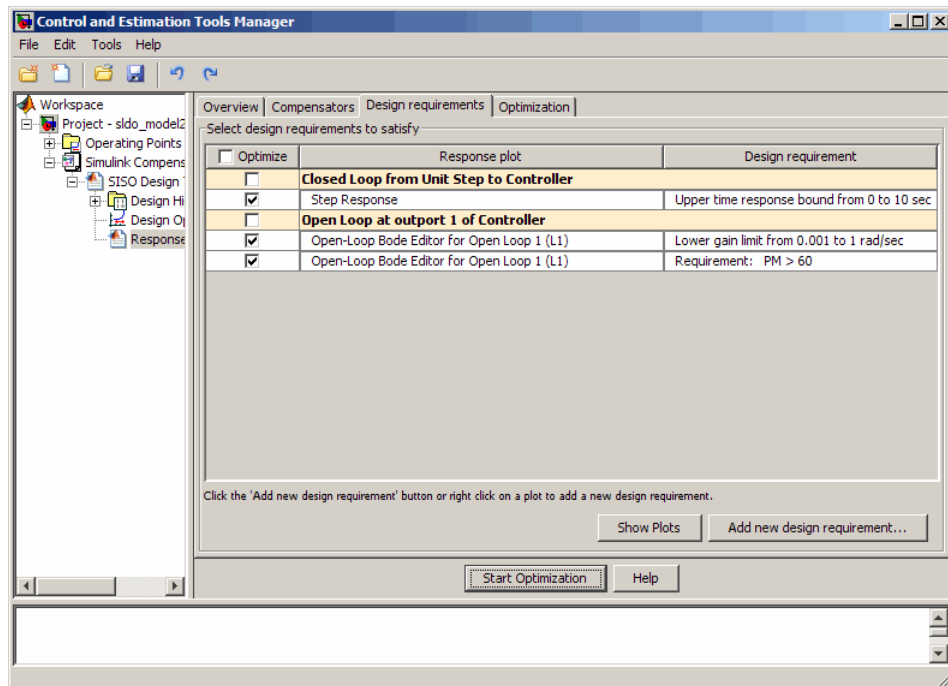 Control and Estimation Tools Manager
File Edit Tools Help
Workspace
Project - sldo_model2
Operating Points
Simulink Compens
SISO Design
Design Hi
Design Op
Response
Overview Compensators Design requirements Optimization
Select design requirements to satisfy
Optimize Response plot Design requirement
Closed Loop from Unit Step to Controller
Step Response Upper time response bound from 0 to 10 sec
Open Loop at outport 1 of Controller
Open-Loop Bode Editor for Open Loop 1 (L1) Lower gain limit from 0.001 to 1 rad/sec
Open-Loop Bode Editor for Open Loop 1 (L1) Requirement: PM > 60
Click the 'Add new design requirement' button or right click on a plot to add a new design requirement.
Show Plots Add new design requirement...
Start Optimization Help